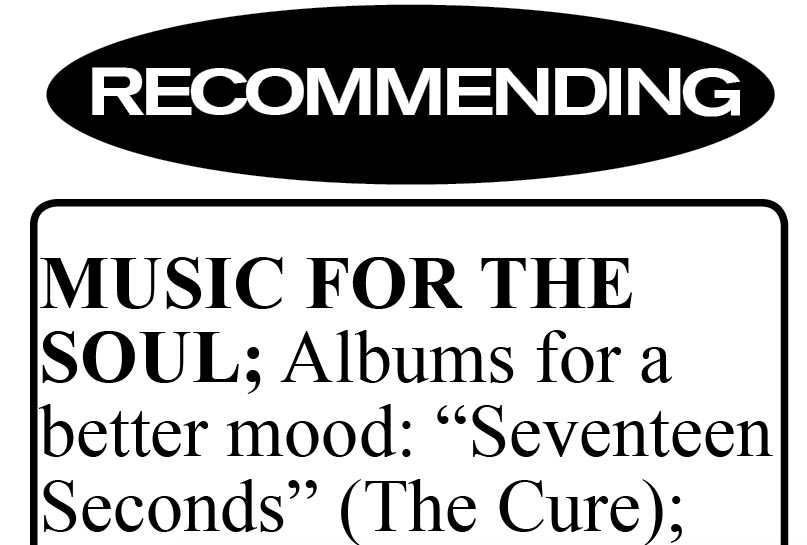 RECOMMENDING
MUSIC FOR THE
SOUL; Albums for a
better mood: “Seventeen
Seconds” (The Cure);